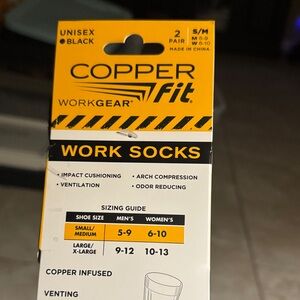 UNISEX
●BLACK
2 PAIR
S/M
M 5-9
W 6-10
MADE IN CHINA
COPPER
Fit
WORKGEAR®
WORK SOCKS
• IMPACT CUSHIONING • ARCH COMPRESSION
• VENTILATION • ODOR REDUCING
SIZING GUIDE
SHOE SIZE MEN'S WOMEN'S
SMALL/
MEDIUM 5-9 6-10
LARGE/
X-LARGE 9-12 10-13
COPPER INFUSED
VENTING